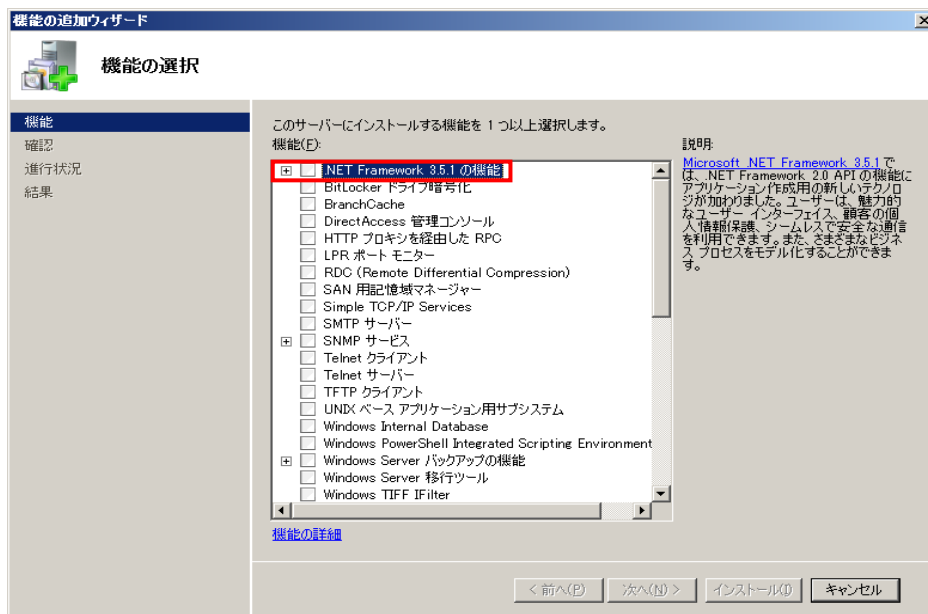 機能の追加ウィザード
機能の選択
機能
確認
進行状況
結果
このサーバーにインストールする機能を 1 つ以上選択します。
機能(F):
.NET Framework 3.5.1 の機能
BitLocker ドライブ暗号化
BranchCache
DirectAccess 管理コンソール
HTTP プロキシを経由した RPC
LPR ポート モニター
RDC (Remote Differential Compression)
SAN 用記憶域マネージャー
Simple TCP/IP Services
SMTP サーバー
SNMP サービス
Telnet クライアント
Telnet サーバー
TFTP クライアント
UNIX ベース アプリケーション用サブシステム
Windows Internal Database
Windows PowerShell Integrated Scripting Environment
Windows Server バックアップの機能
Windows Server 移行ツール
Windows TIFF IFilter
機能の詳細
説明:
Microsoft .NET Framework 3.5.1 で
は、.NET Framework 2.0 API の機能に
アプリケーション作成用の新しいテクノロ
ジが加わりました。ユーザーは、魅力的
なユーザー インターフェイス、顧客の個
人情報保護、シームレスで安全な通信
を利用できます。また、さまざまなビジネ
ス プロセスをモデル化することができま
す。
< 前へ(P)
次へ(N) >
インストール(I)
キャンセル